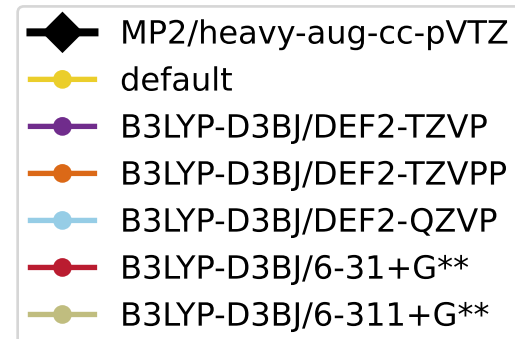 MP2/heavy-aug-cc-pVTZ
default
B3LYP-D3BJ/DEF2-TZVP
B3LYP-D3BJ/DEF2-TZVPP
B3LYP-D3BJ/DEF2-QZVP
B3LYP-D3BJ/6-31+G**
B3LYP-D3BJ/6-311+G**